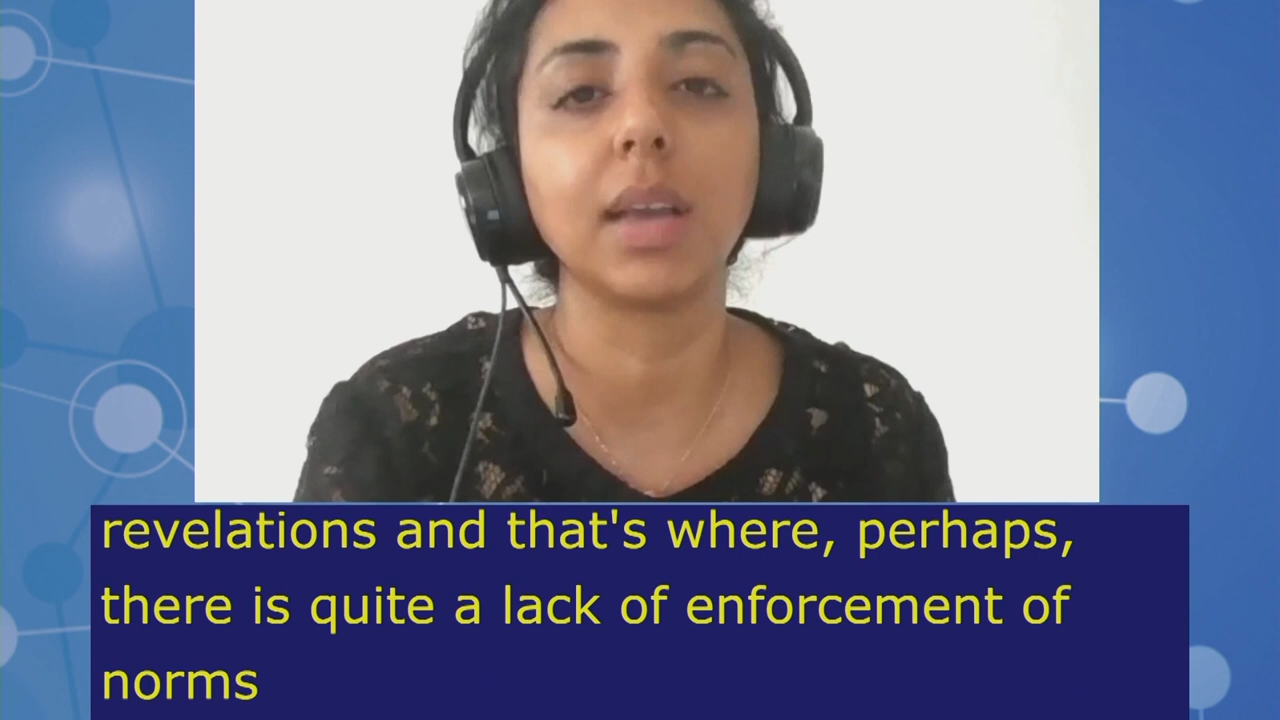 revelations and that's where, perhaps,
there is quite a lack of enforcement of
norms